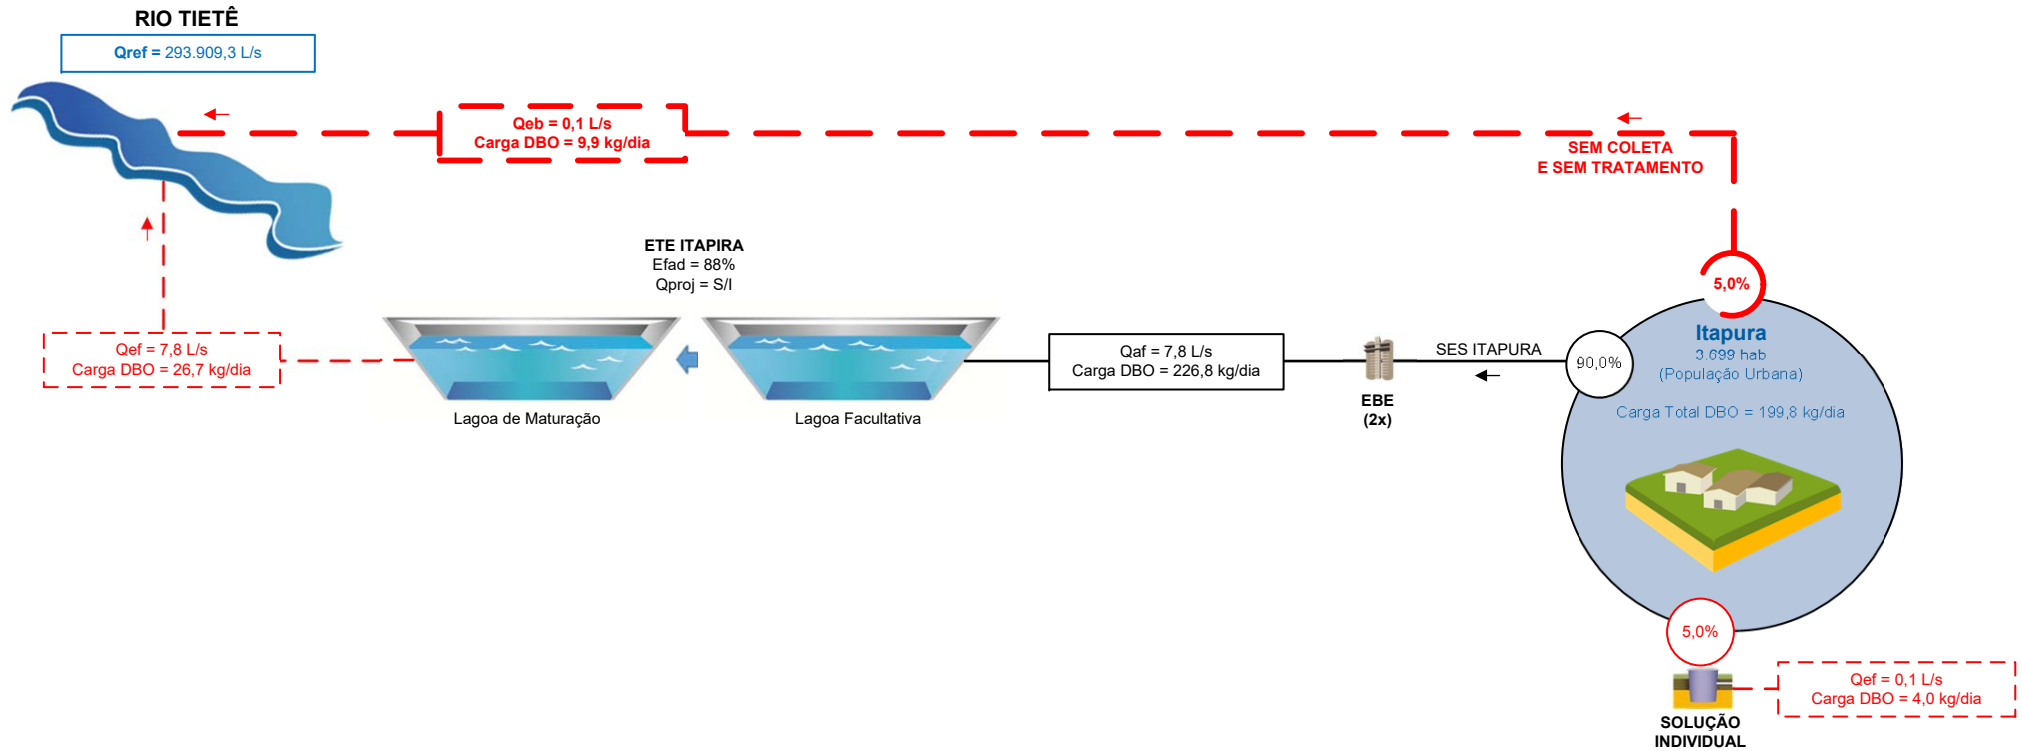 RIO TIETÊ
Qref = 293.909,3 L/s
Qeb = 0,1 L/s
Carga DBO = 9,9 kg/dia
SEM COLETA
E SEM TRATAMENTO
ETE ITAPIRA
Efad = 88%
Qproj = S/I
5,0%
Itapura
3.699 hab
(População Urbana)
Carga Total DBO = 199,8 kg/dia
90,0%
SES ITAPURA
EBE
(2x)
Qaf = 7,8 L/s
Carga DBO = 226,8 kg/dia
Lagoa Facultativa
Lagoa de Maturação
Qef = 7,8 L/s
Carga DBO = 26,7 kg/dia
5,0%
Qef = 0,1 L/s
Carga DBO = 4,0 kg/dia
SOLUÇÃO
INDIVIDUAL